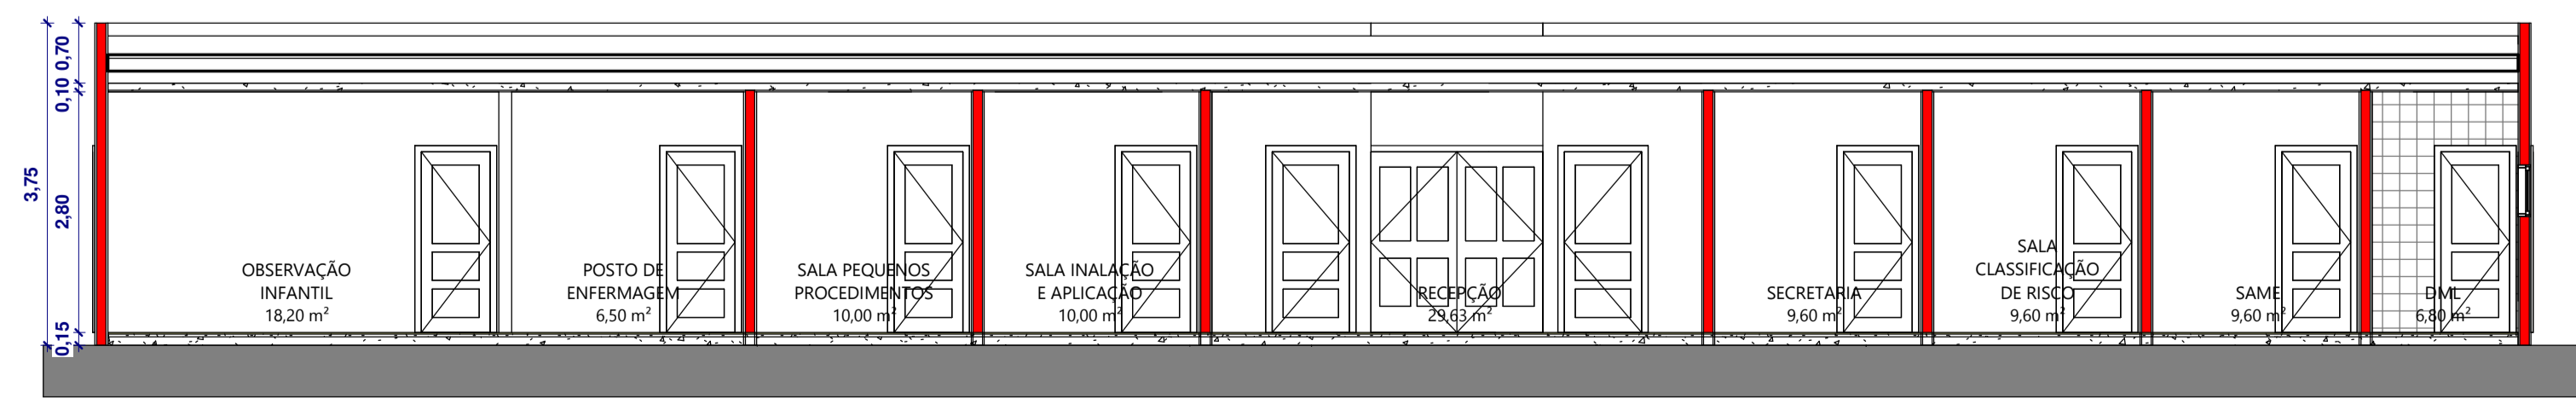 3,75
0,70
0,10
2,80
0,15
OBSERVAÇÃO
INFANTIL
18,20 m²
POSTO DE
ENFERMAGEM
6,50 m²
SALA PEQUENOS
PROCEDIMENTOS
10,00 m²
SALA INALAÇÃO
E APLICAÇÃO
10,00 m²
RECEPÇÃO
29,63 m²
SECRETARIA
9,60 m²
SALA
CLASSIFICAÇÃO
DE RISCO
9,60 m²
SAME
9,60 m²
DML
6,80 m²